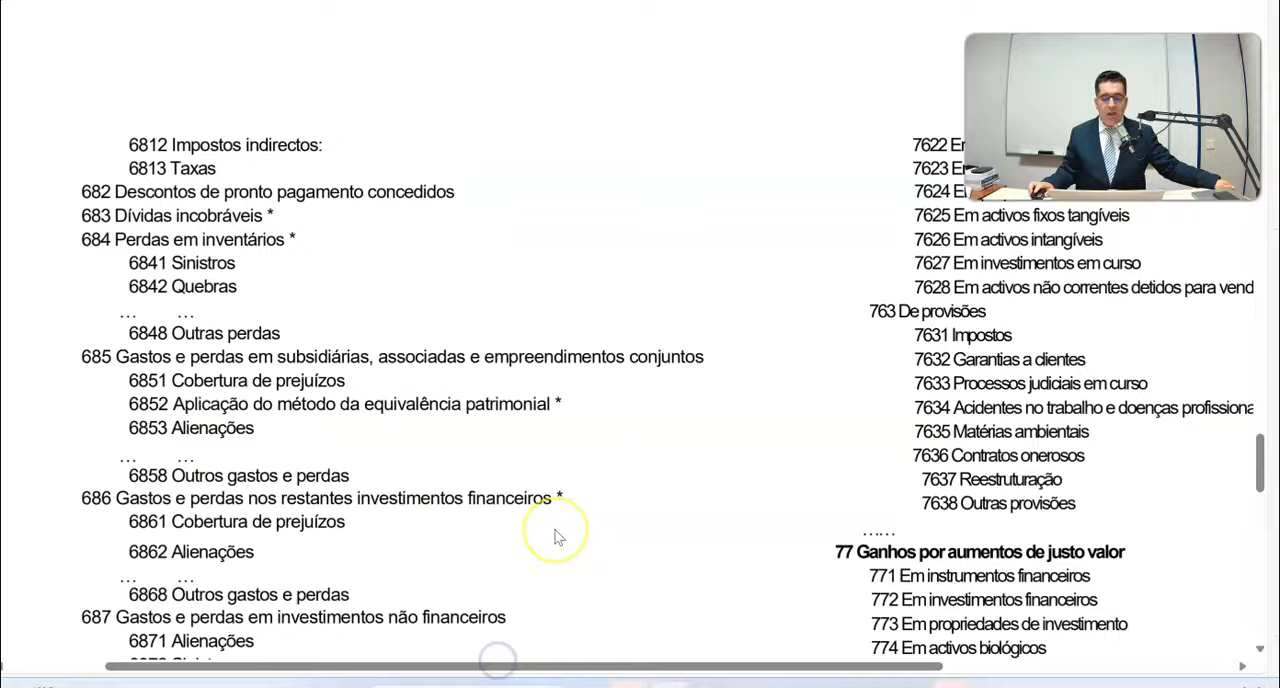 6812 Impostos indirectos:
6813 Taxas
682 Descontos de pronto pagamento concedidos
683 Dívidas incobráveis *
684 Perdas em inventários *
6841 Sinistros
6842 Quebras
… …
6848 Outras perdas
685 Gastos e perdas em subsidiárias, associadas e empreendimentos conjuntos
6851 Cobertura de prejuízos
6852 Aplicação do método da equivalência patrimonial *
6853 Alienações
… …
6858 Outros gastos e perdas
686 Gastos e perdas nos restantes investimentos financeiros *
6861 Cobertura de prejuízos
6862 Alienações
… …
6868 Outros gastos e perdas
687 Gastos e perdas em investimentos não financeiros
6871 Alienações
7622
7623
7624
7625 Em activos fixos tangíveis
7626 Em activos intangíveis
7627 Em investimentos em curso
7628 Em activos não correntes detidos para vend
763 De provisões
7631 Impostos
7632 Garantias a clientes
7633 Processos judiciais em curso
7634 Acidentes no trabalho e doenças profissiona
7635 Matérias ambientais
7636 Contratos onerosos
7637 Reestruturação
7638 Outras provisões
……
77 Ganhos por aumentos de justo valor
771 Em instrumentos financeiros
772 Em investimentos financeiros
773 Em propriedades de investimento
774 Em activos biológicos